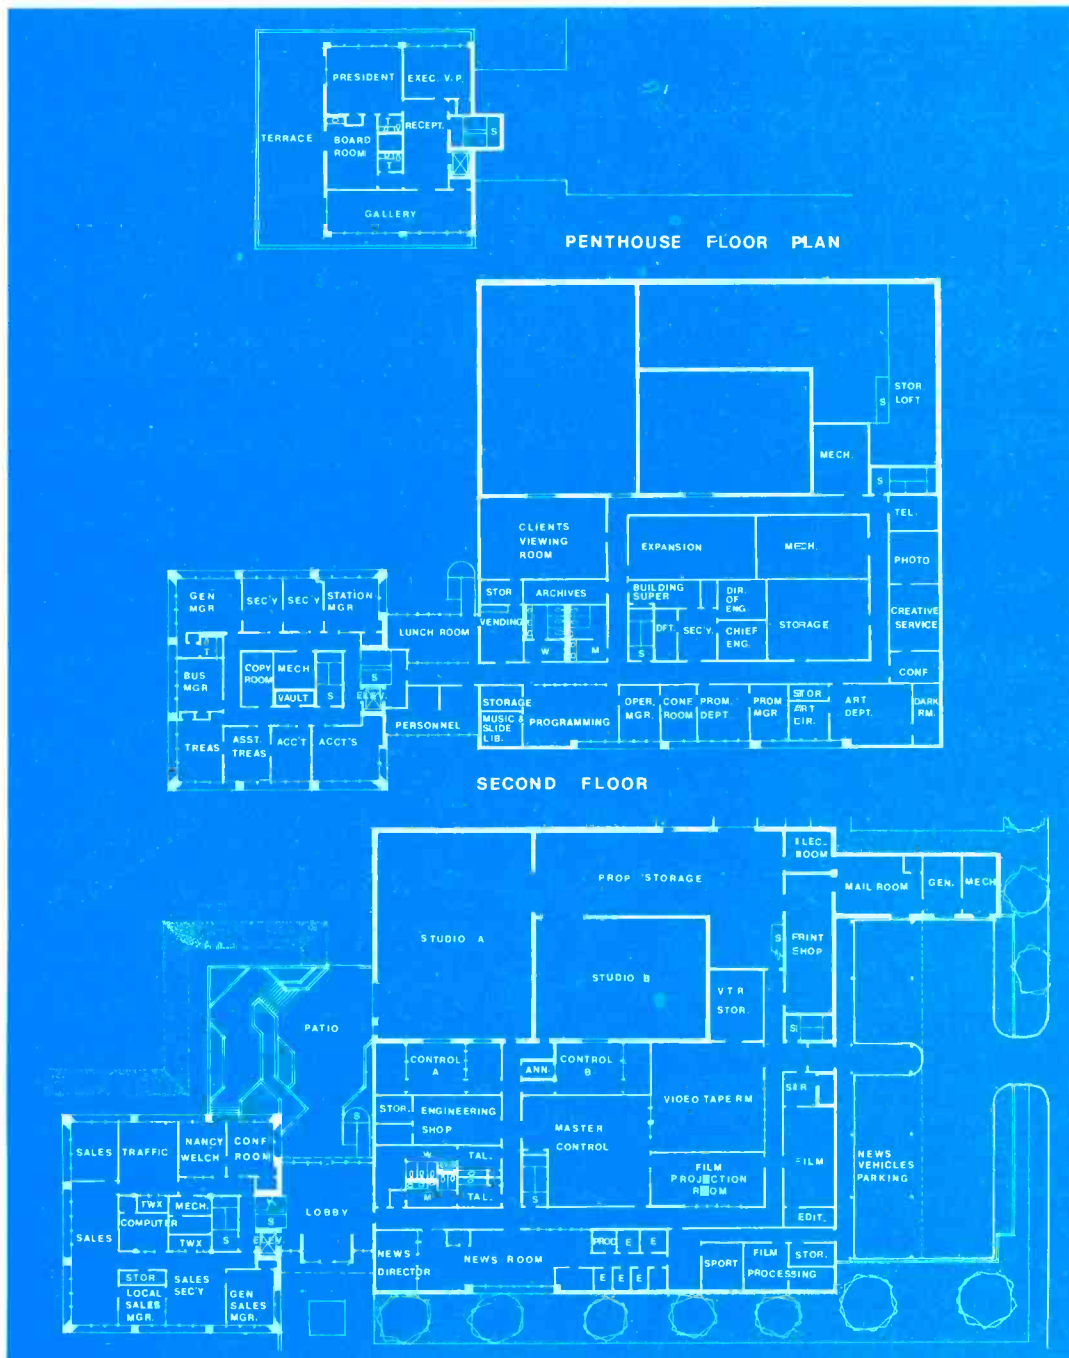 PRESIDENT
EXEC. V.P.
TERRACE
BOARD
ROOM
T
T
RECEPT.
S
GALLERY
PENTHOUSE FLOOR PLAN
STOR.
LOFT
S
MECH.
S
TEL.
CLIENTS
VIEWING
ROOM
EXPANSION
MECH.
PHOTO
GEN
MGR
SEC'Y
SEC'Y
STATION
MGR
STOR
ARCHIVES
BUILDING
SUPER
DIR.
OF
ENG.
CREATIVE
SERVICE
LUNCH ROOM
VENDING
W
M
S
DFT.
SEC'Y.
CHIEF
ENG.
STORAGE
T
BUS
MGR
COPY
ROOM
MECH
VAULT
S
S
ELEV.
CONF
PERSONNEL
STORAGE
MUSIC &
SLIDE
LIB.
PROGRAMMING
OPER.
MGR.
CONF
ROOM
PROM.
DEPT.
PROM
MGR
STOR
ART
DIR.
ART
DEPT.
DARK
RM.
TREAS
ASST.
TREAS
ACC'T
ACCT'S
SECOND FLOOR
ELEC-
ROOM
PROP STORAGE
MAIL ROOM
GEN.
MECH
STUDIO A
STUDIO B
S
PRINT
SHOP
VTR
STOR.
S
PATIO
CONTROL
A
ANN.
CONTROL
B
VIDEO TAPE RM
STOR.
ENGINEERING
SHOP
MASTER
CONTROL
S
SALES
TRAFFIC
NANCY
WELCH
CONF
ROOM
W
TAL.
M
TAL.
S
FILM
PROJECTION
ROOM
FILM
EDIT.
NEWS
VEHICLES
PARKING
TWX
COMPUTER
MECH.
TWX
S
S
ELEV.
LOBBY
SALES
NEWS
DIRECTOR
NEWS ROOM
PROD
E
E
E
E
E
SPORT
FILM
PROCESSING
STOR.
STOR
LOCAL
SALES
MGR.
SALES
SEC'Y
GEN
SALES
MGR.